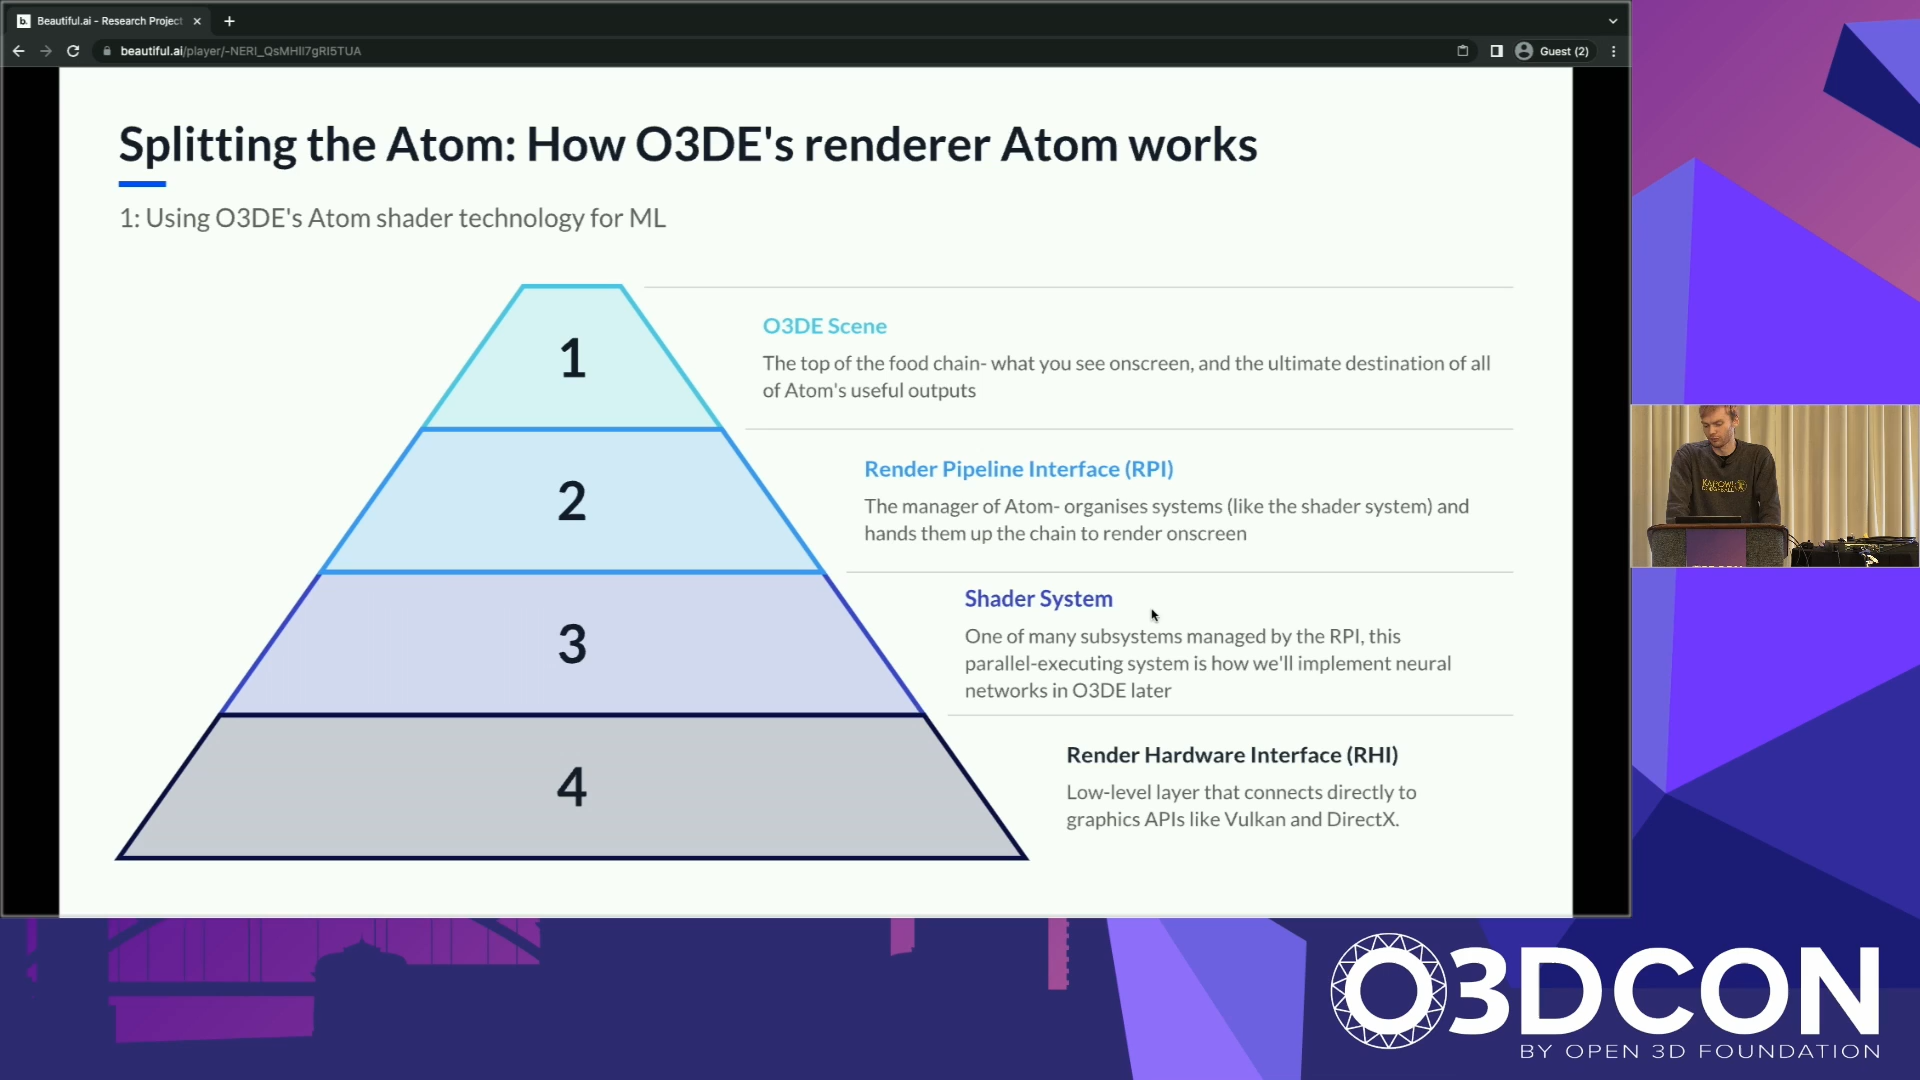 Beautiful.ai - Research Project
beautiful.ai/player/-NERI_QsMHlI7gRI5TUA
Guest (2)
Splitting the Atom: How O3DE's renderer Atom works
1: Using O3DE's Atom shader technology for ML
1
O3DE Scene
The top of the food chain- what you see onscreen, and the ultimate destination of all
of Atom's useful outputs
2
Render Pipeline Interface (RPI)
The manager of Atom- organises systems (like the shader system) and
hands them up the chain to render onscreen
3
Shader System
One of many subsystems managed by the RPI, this
parallel-executing system is how we'll implement neural
networks in O3DE later
4
Render Hardware Interface (RHI)
Low-level layer that connects directly to
graphics APIs like Vulkan and DirectX.
KAPOW!
O3DCON
BY OPEN 3D FOUNDATION